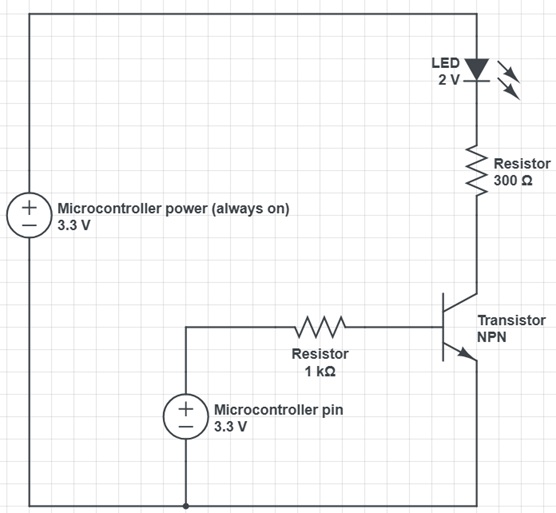 LED
2 V
Resistor
300 Ω
+
Microcontroller power (always on)
−
3.3 V
Transistor
NPN
Resistor
1 kΩ
+
Microcontroller pin
−
3.3 V